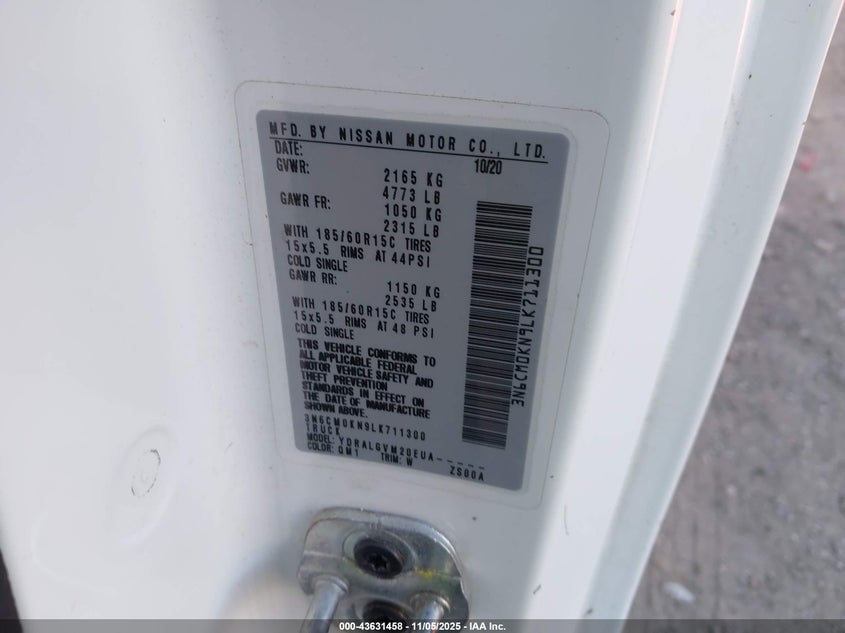 MFD. BY NISSAN MOTOR CO., LTD.
DATE: 10/20
GVWR: 2165 KG
4773 LB
GAWR FR: 1050 KG
2315 LB
WITH 185/60R15C TIRES
15x5.5 RIMS AT 44PSI
COLD SINGLE
GAWR RR: 1150 KG
2535 LB
WITH 185/60R15C TIRES
15x5.5 RIMS AT 48 PSI
COLD SINGLE
THIS VEHICLE CONFORMS TO
ALL APPLICABLE FEDERAL
MOTOR VEHICLE SAFETY AND
THEFT PREVENTION
STANDARDS IN EFFECT ON
THE DATE OF MANUFACTURE
SHOWN ABOVE.
3N6CM0KN9LK711300
TRUCK
MODEL: YDRALGVM20EUA-----
COLOR: QM1 TRIM: W ZS00A
3N6CM0KN9LK711300
000-43631458 - 11/05/2025 - IAA Inc.